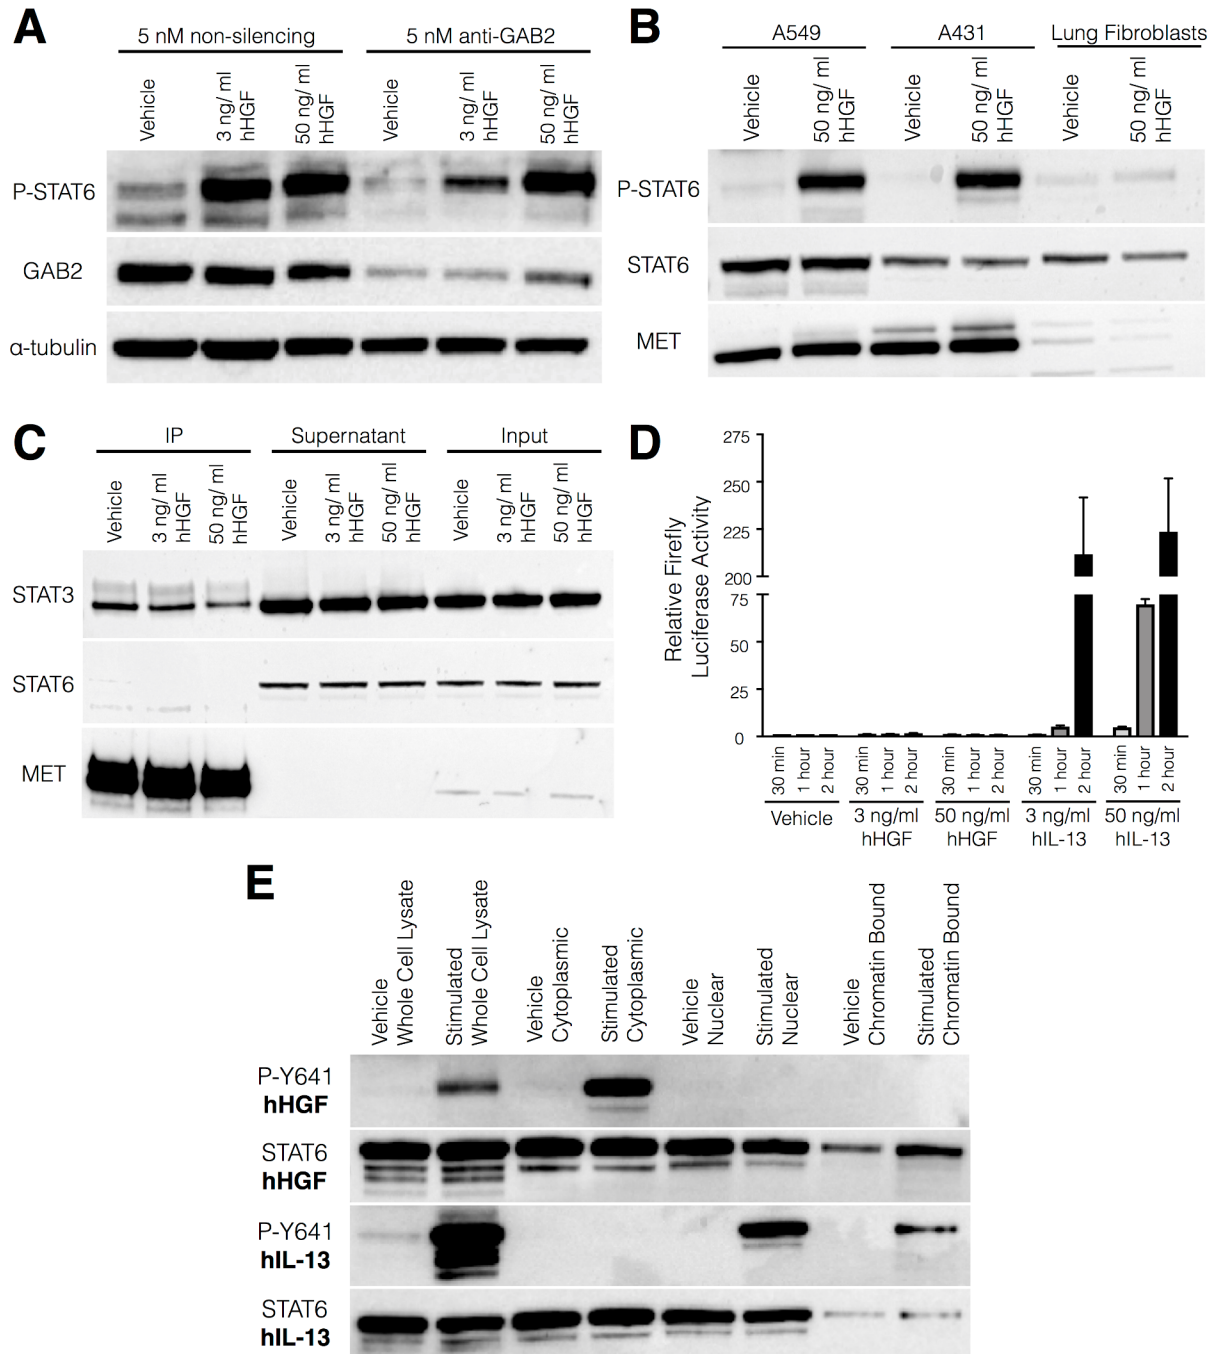 A
5 nM non-silencing
5 nM anti-GAB2
Vehicle
3 ng/ ml
hHGF
50 ng/ ml
hHGF
Vehicle
3 ng/ ml
hHGF
50 ng/ ml
hHGF
P-STAT6
GAB2
α-tubulin
B
A549
A431
Lung Fibroblasts
Vehicle
50 ng/ ml
hHGF
Vehicle
50 ng/ ml
hHGF
Vehicle
50 ng/ ml
hHGF
P-STAT6
STAT6
MET
C
IP
Supernatant
Input
Vehicle
3 ng/ ml
hHGF
50 ng/ ml
hHGF
Vehicle
3 ng/ ml
hHGF
50 ng/ ml
hHGF
Vehicle
3 ng/ ml
hHGF
50 ng/ ml
hHGF
STAT3
STAT6
MET
D
Relative Firefly
Luciferase Activity
275
250
225
200
75
50
25
0
30 min
1 hour
2 hour
30 min
1 hour
2 hour
30 min
1 hour
2 hour
30 min
1 hour
2 hour
30 min
1 hour
2 hour
Vehicle
3 ng/ml
hHGF
50 ng/ml
hHGF
3 ng/ml
hIL-13
50 ng/ml
hIL-13
E
Vehicle
Whole Cell Lysate
Stimulated
Whole Cell Lysate
Vehicle
Cytoplasmic
Stimulated
Cytoplasmic
Vehicle
Nuclear
Stimulated
Nuclear
Vehicle
Chromatin Bound
Stimulated
Chromatin Bound
P-Y641
hHGF
STAT6
hHGF
P-Y641
hIL-13
STAT6
hIL-13